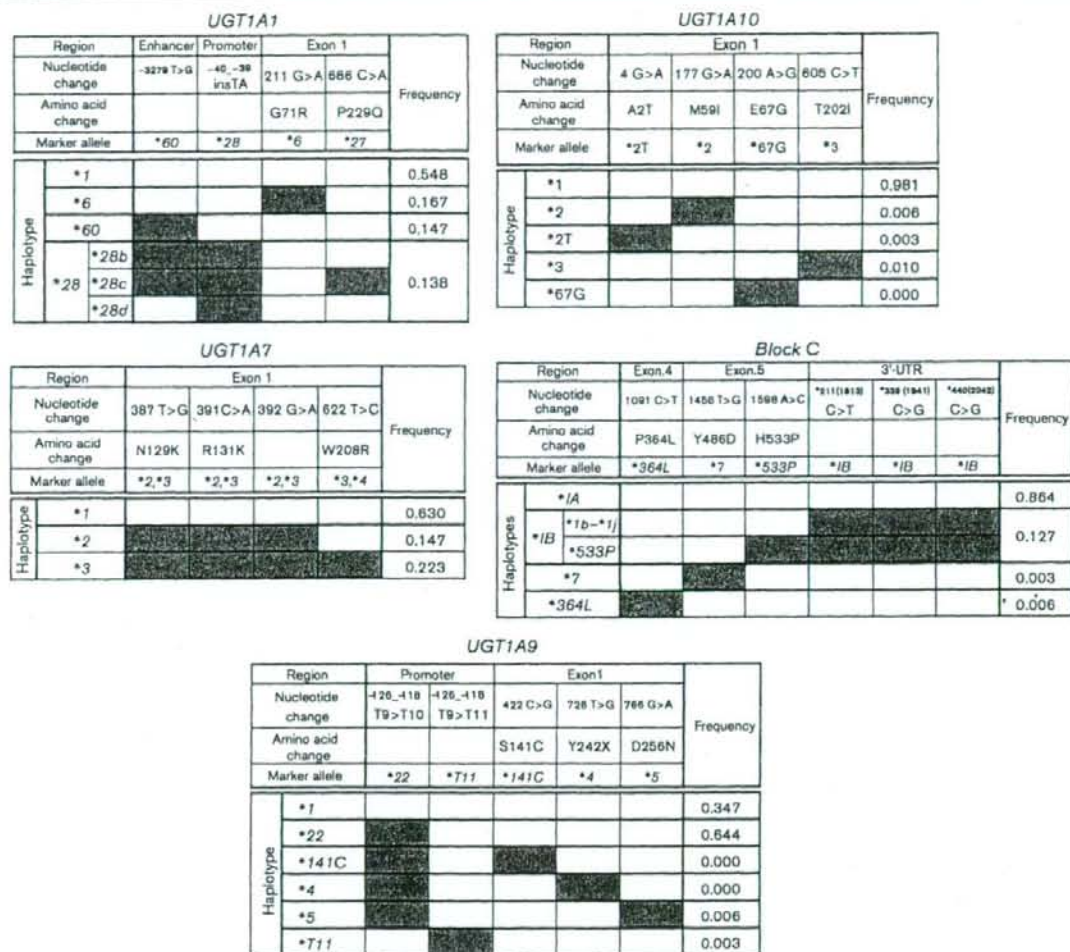 UGT1A1
Region Enhancer Promoter Exon 1 Frequency
Nucleotide change -3279 T>G -40_-39 insTA 211 G>A 686 C>A
Amino acid change G71R P229Q
Marker allele *60 *28 *6 *27
Haplotype
*1 0.548
*6 0.167
*60 0.147
*28 *28b
*28c 0.138
*28d
UGT1A10
Region Exon 1 Frequency
Nucleotide change 4 G>A 177 G>A 200 A>G 605 C>T
Amino acid change A2T M59I E67G T202I
Marker allele *2T *2 *67G *3
Haplotype
*1 0.981
*2 0.006
*2T 0.003
*3 0.010
*67G 0.000
UGT1A7
Region Exon 1 Frequency
Nucleotide change 387 T>G 391C>A 392 G>A 622 T>C
Amino acid change N129K R131K W208R
Marker allele *2,*3 *2,*3 *2,*3 *3,*4
Haplotype
*1 0.630
*2 0.147
*3 0.223
Block C
Region Exon.4 Exon.5 3'-UTR Frequency
Nucleotide change 1091 C>T 1456 T>G 1598 A>C C>T C>G C>G
Amino acid change P364L Y486D H533P
Marker allele *364L *7 *533P *IB *IB *IB
Haplotypes
*IA 0.864
*IB *1b-*1j 0.127
*533P
*7 0.003
*364L 0.006
UGT1A9
Region Promoter Exon1 Frequency
Nucleotide change -126_-118 T9>T10 -126_-118 T9>T11 422 C>G 726 T>G 766 G>A
Amino acid change S141C Y242X D256N
Marker allele *22 *T11 *141C *4 *5
Haplotype
*1 0.347
*22 0.644
*141C 0.000
*4 0.000
*5 0.006
*T11 0.003